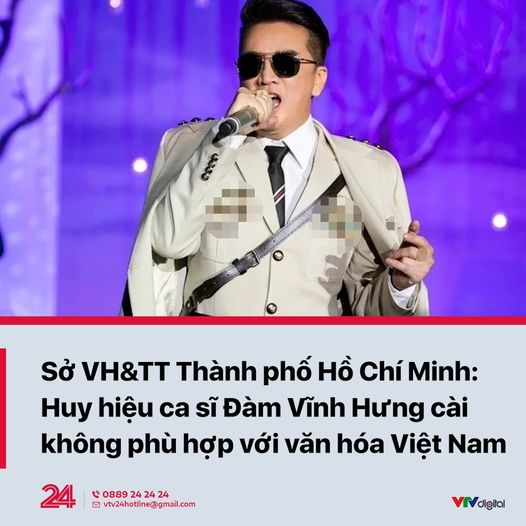 Sở VH&TT Thành phố Hồ Chí Minh:
Huy hiệu ca sĩ Đàm Vĩnh Hưng cài
không phù hợp với văn hóa Việt Nam
24
0889 24 24 24
vtv24hotline@gmail.com
VTVdigital